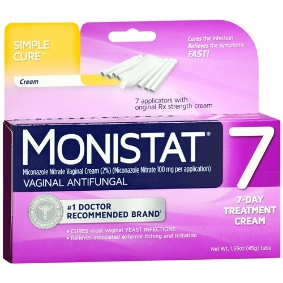 SIMPLE
CURE™
Cream
Cures the infection
Relieves the symptoms
FAST!
7 applicators with
original Rx strength cream
MONISTAT® 7
Miconazole Nitrate Vaginal Cream (2%) (Miconazole Nitrate 100 mg per application)
VAGINAL ANTIFUNGAL
7-DAY
TREATMENT
CREAM
#1 DOCTOR
RECOMMENDED BRAND†
• CURES most vaginal YEAST INFECTIONS
• Relieves associated external itching and irritation
Net WT. 1.59oz (45g) tube